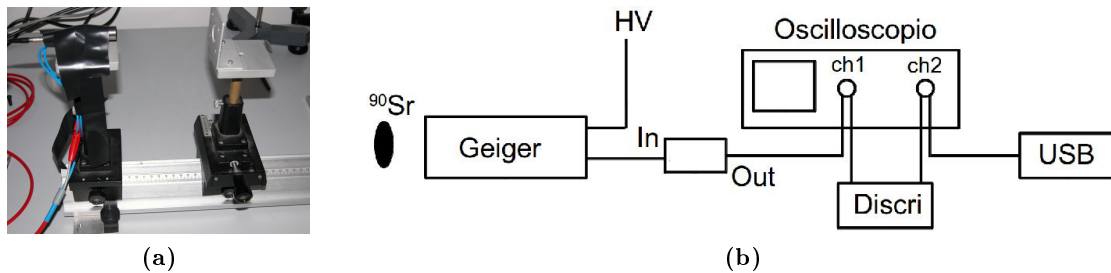 HV
Oscilloscopio
ch1 ch2
⁹⁰Sr
Geiger
In
Out
USB
Discri
(a)
(b)